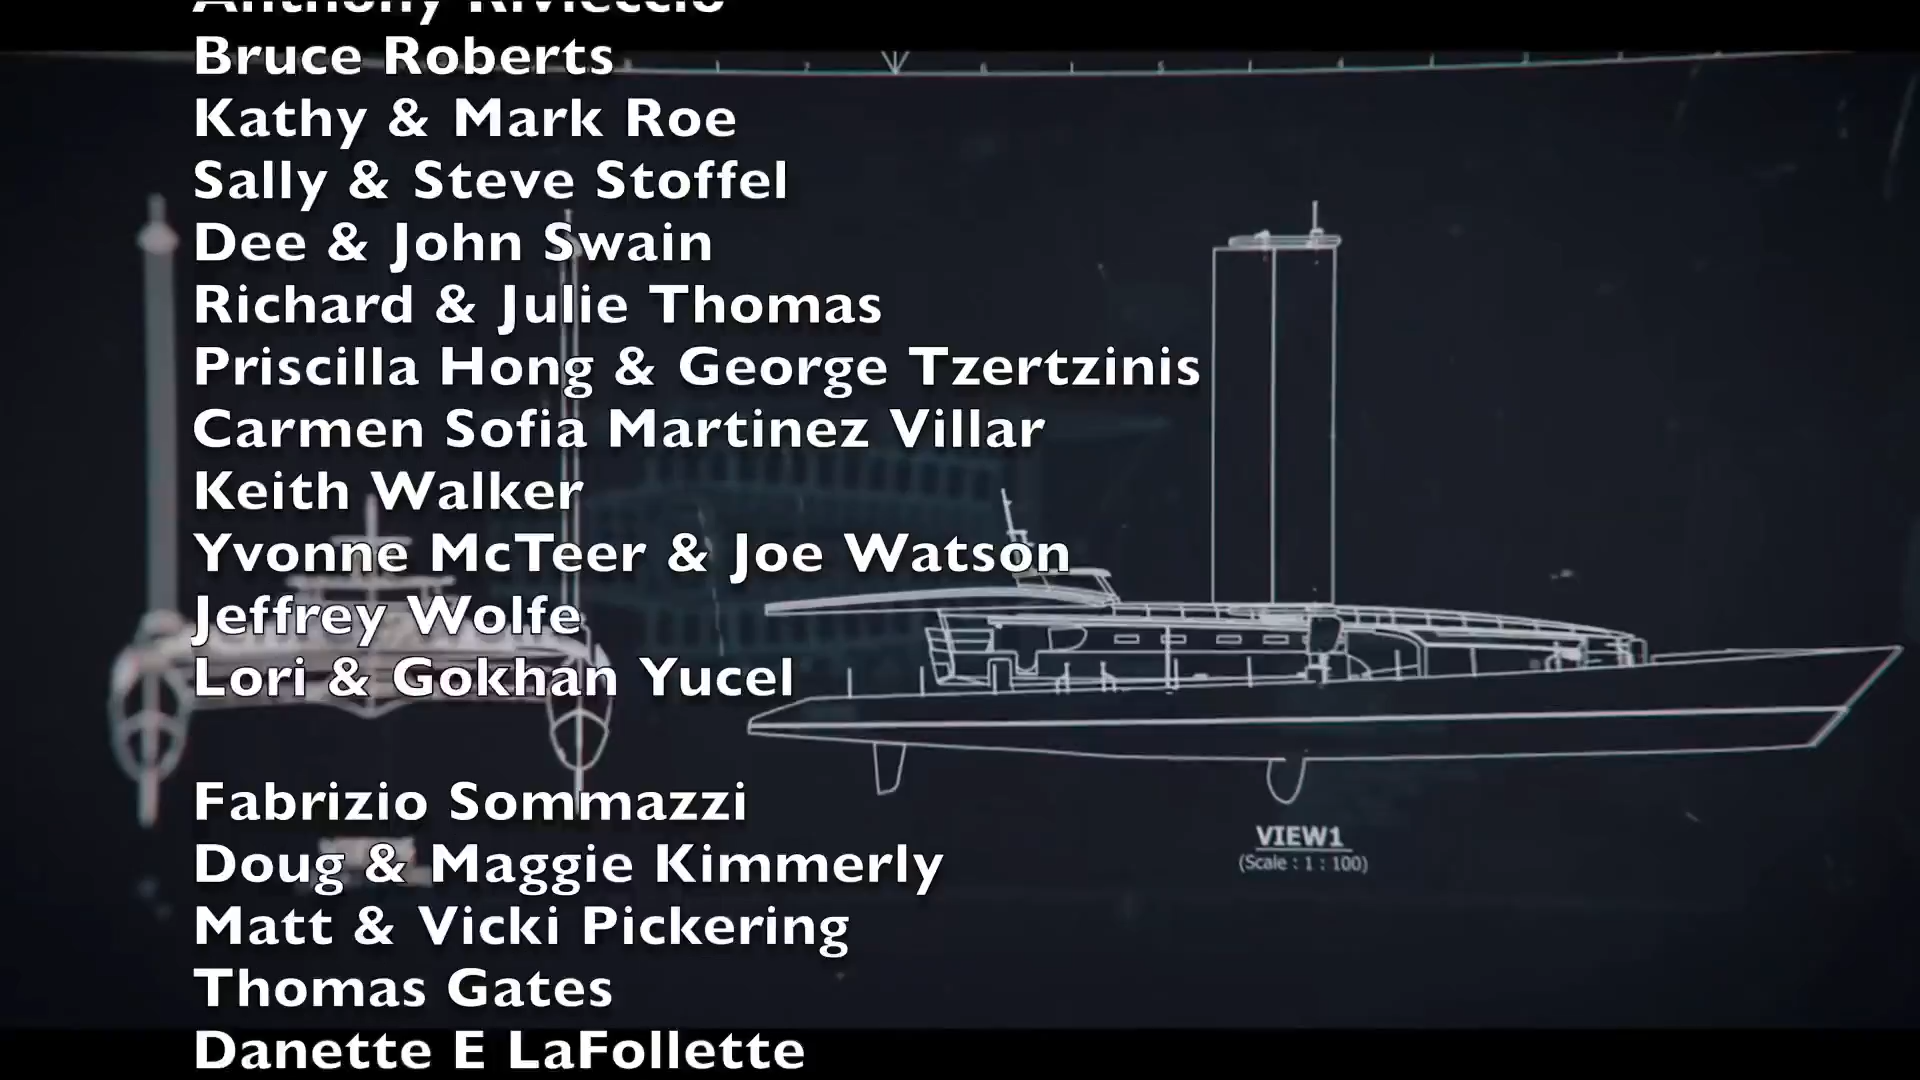 Anthony Rivieccio
Bruce Roberts
Kathy & Mark Roe
Sally & Steve Stoffel
Dee & John Swain
Richard & Julie Thomas
Priscilla Hong & George Tzertzinis
Carmen Sofia Martinez Villar
Keith Walker
Yvonne McTeer & Joe Watson
Jeffrey Wolfe
Lori & Gokhan Yucel
Fabrizio Sommazzi
Doug & Maggie Kimmerly
Matt & Vicki Pickering
Thomas Gates
Danette E LaFollette
VIEW1
(Scale : 1 : 100)